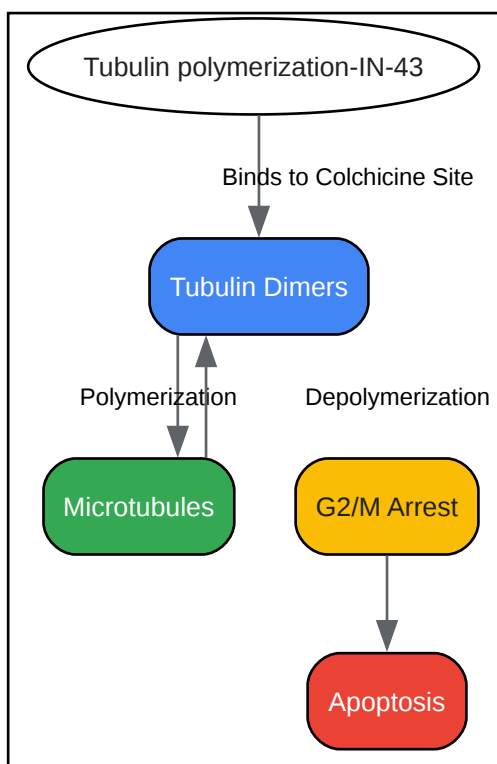 Tubulin polymerization-IN-43
Binds to Colchicine Site
Tubulin Dimers
Polymerization
Depolymerization
Microtubules
G2/M Arrest
Apoptosis